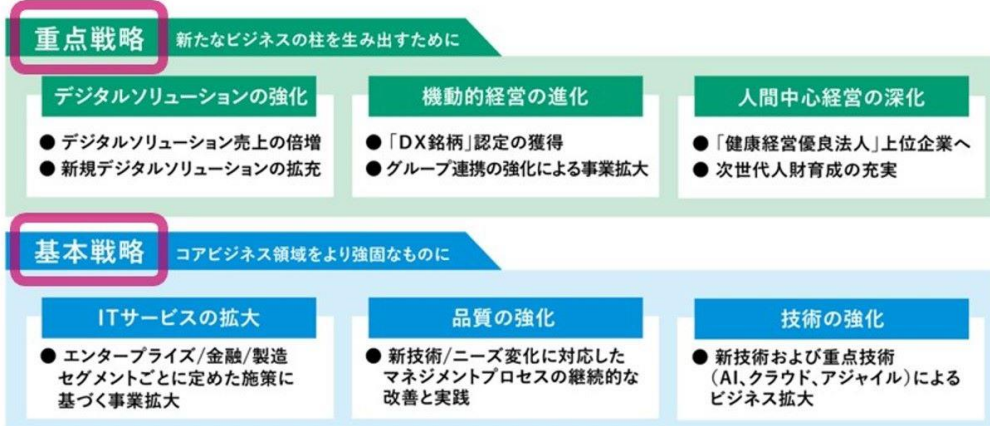 重点戦略 新たなビジネスの柱を生み出すために
デジタルソリューションの強化
● デジタルソリューション売上の倍増
● 新規デジタルソリューションの拡充
機動的経営の進化
● 「DX銘柄」認定の獲得
● グループ連携の強化による事業拡大
人間中心経営の深化
● 「健康経営優良法人」上位企業へ
● 次世代人財育成の充実
基本戦略 コアビジネス領域をより強固なものに
ITサービスの拡大
● エンタープライズ/金融/製造
セグメントごとに定めた施策に
基づく事業拡大
品質の強化
● 新技術/ニーズ変化に対応した
マネジメントプロセスの継続的な
改善と実践
技術の強化
● 新技術および重点技術
（AI、クラウド、アジャイル）による
ビジネス拡大